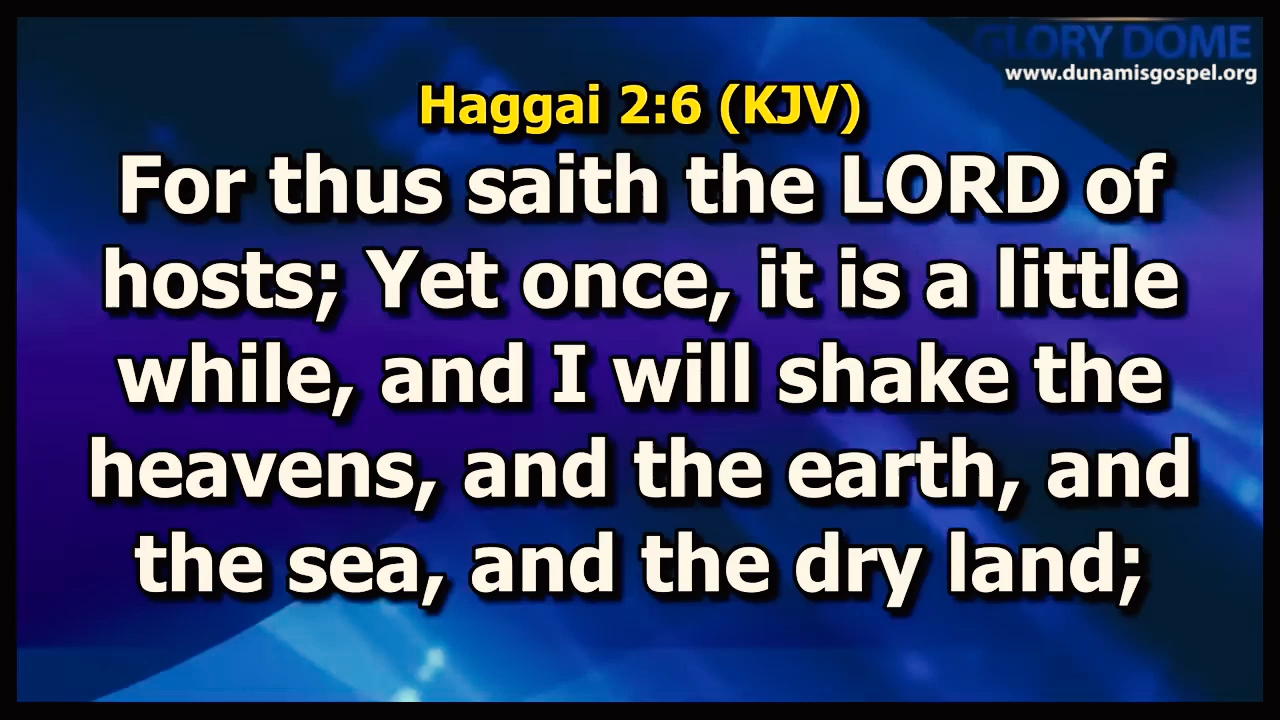 GLORY DOME
www.dunamisgospel.org
Haggai 2:6 (KJV)
For thus saith the LORD of
hosts; Yet once, it is a little
while, and I will shake the
heavens, and the earth, and
the sea, and the dry land;